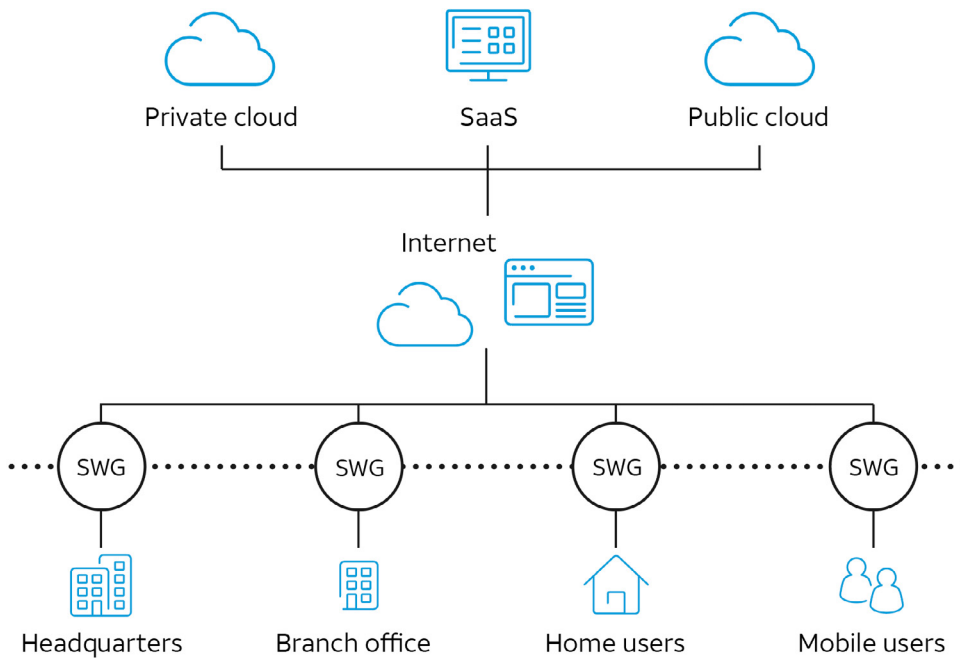 Private cloud
SaaS
Public cloud
Internet
SWG
SWG
SWG
SWG
Headquarters
Branch office
Home users
Mobile users